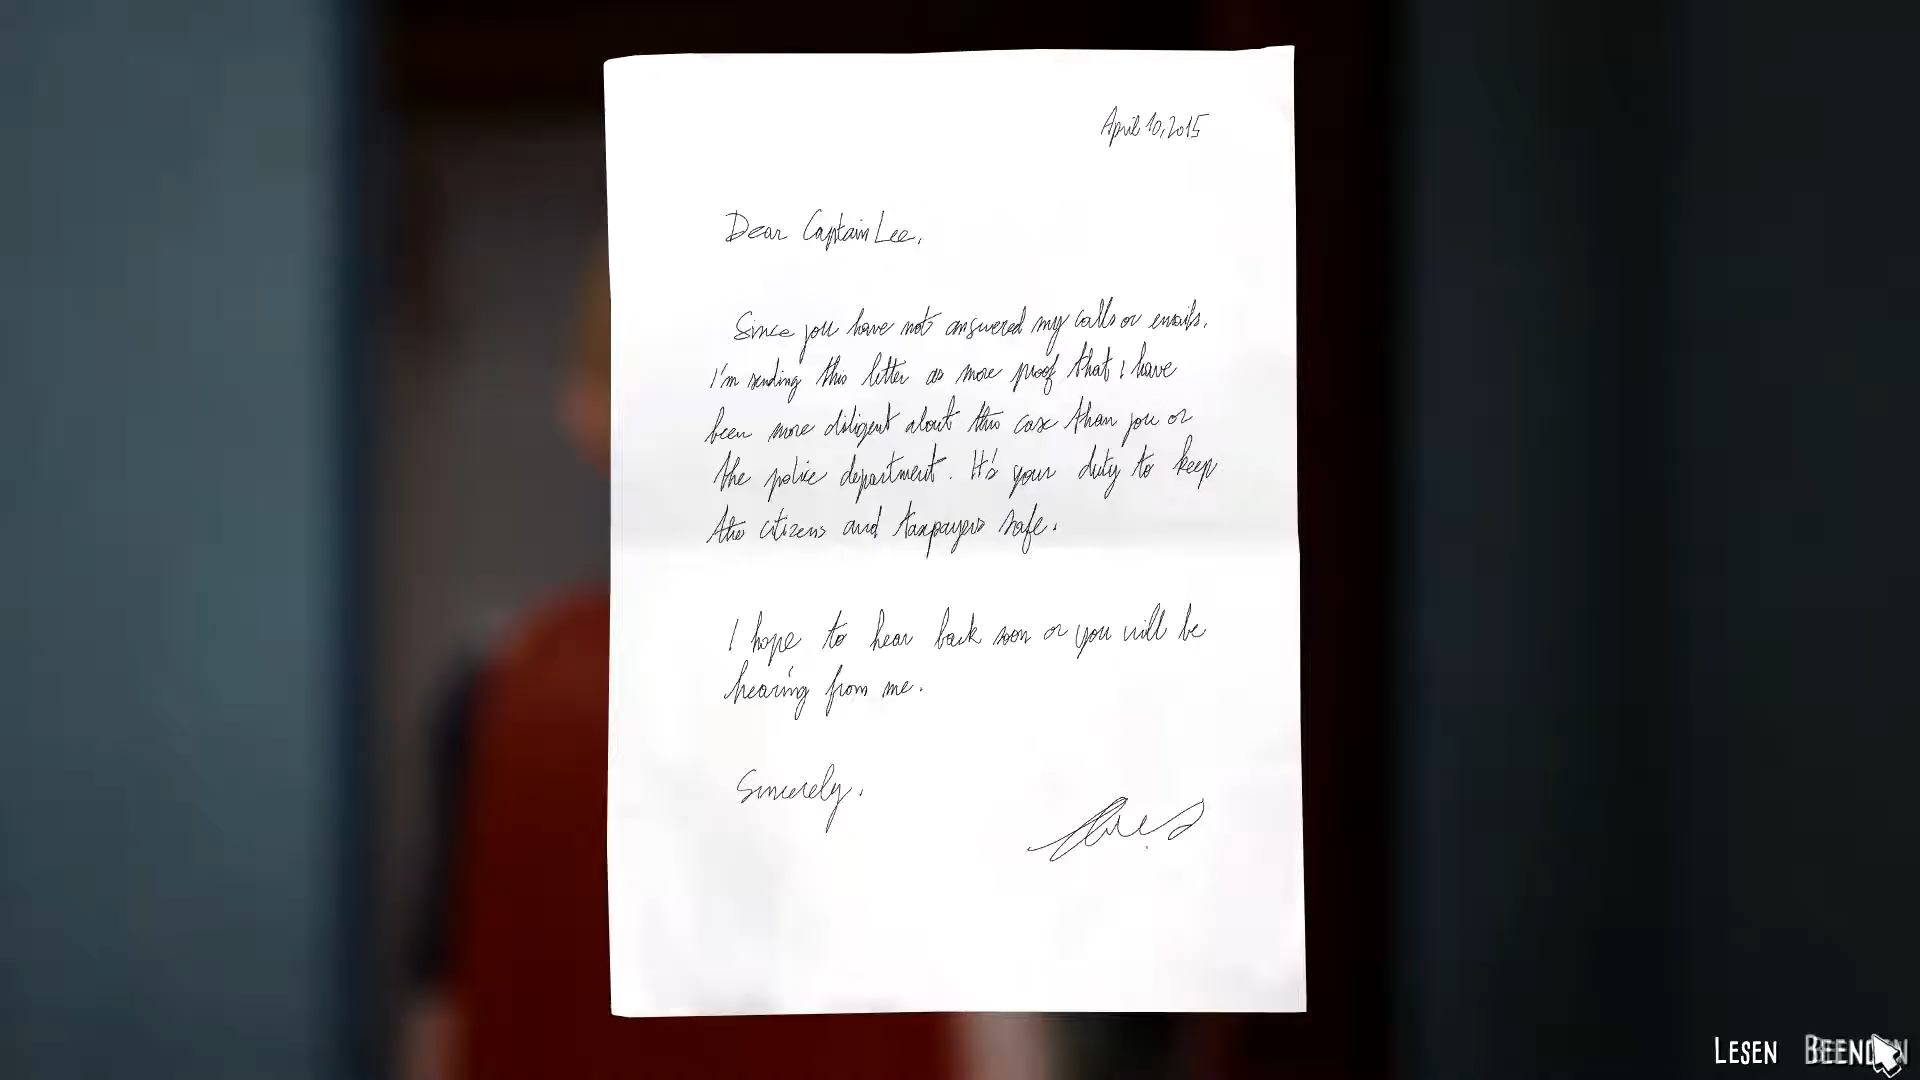 April 10, 2015
Dear Captain Lee,
Since you have not answered my calls or emails,
I'm sending this letter as more proof that I have
been more diligent about this case than you or
the police department. It's your duty to keep
the citizens and taxpayers safe.
I hope to hear back soon or you will be
hearing from me.
Sincerely,
LESEN BEENDEN